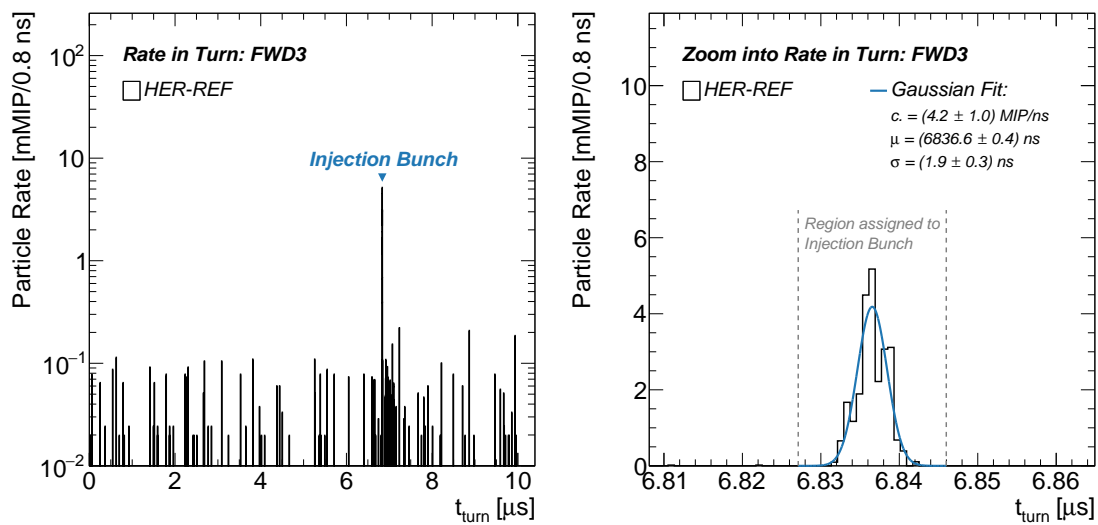 Particle Rate [mMIP/0.8 ns]
10²
10
1
10⁻¹
10⁻²
Rate in Turn: FWD3
HER-REF
Injection Bunch
0 2 4 6 8 10
t_turn [μs]
Particle Rate [mMIP/0.8 ns]
10
8
6
4
2
0
Zoom into Rate in Turn: FWD3
HER-REF
Gaussian Fit:
c. = (4.2 ± 1.0) MIP/ns
μ = (6836.6 ± 0.4) ns
σ = (1.9 ± 0.3) ns
Region assigned to
Injection Bunch
6.81 6.82 6.83 6.84 6.85 6.86
t_turn [μs]